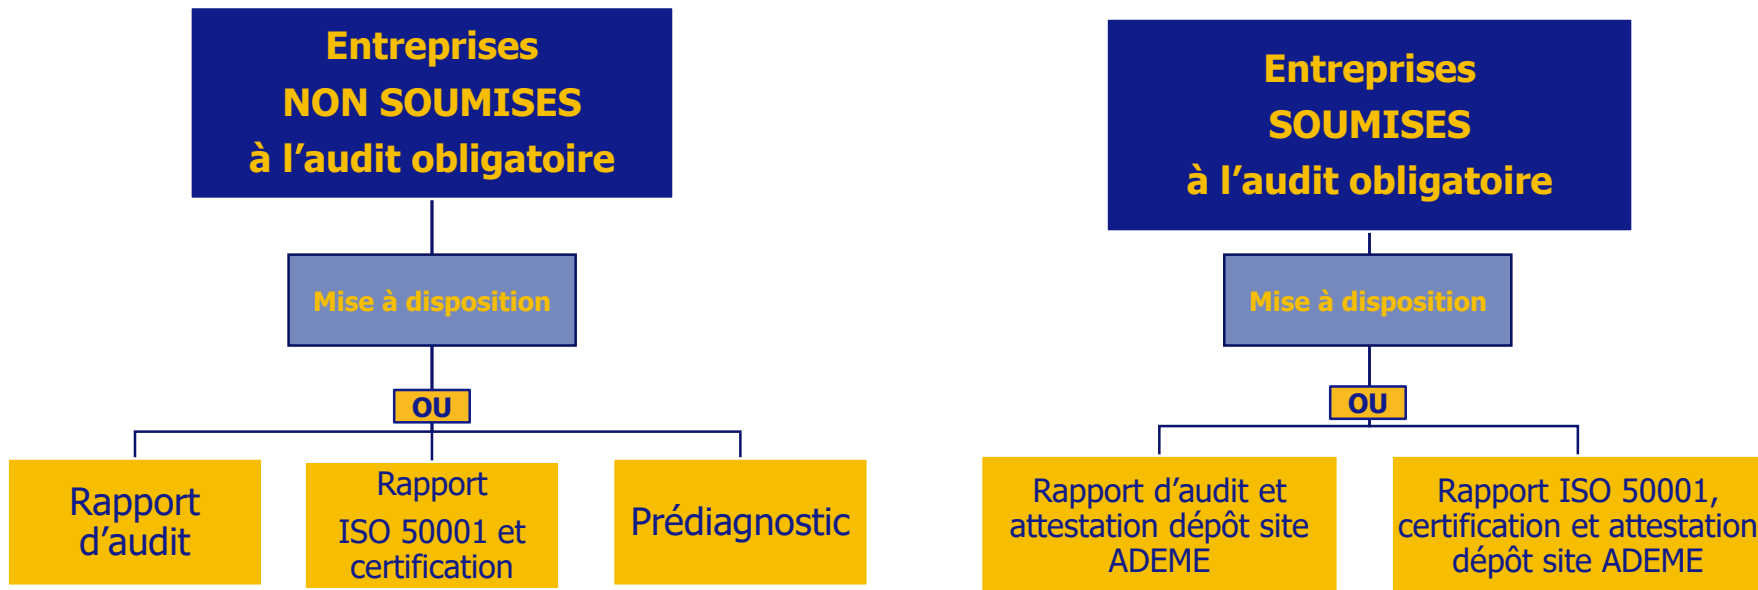 Entreprises
NON SOUMISES
à l’audit obligatoire
Mise à disposition
OU
Rapport
d’audit
Rapport
ISO 50001 et
certification
Prédiagnostic
Entreprises
SOUMISES
à l’audit obligatoire
Mise à disposition
OU
Rapport d’audit et
attestation dépôt site
ADEME
Rapport ISO 50001,
certification et attestation
dépôt site ADEME